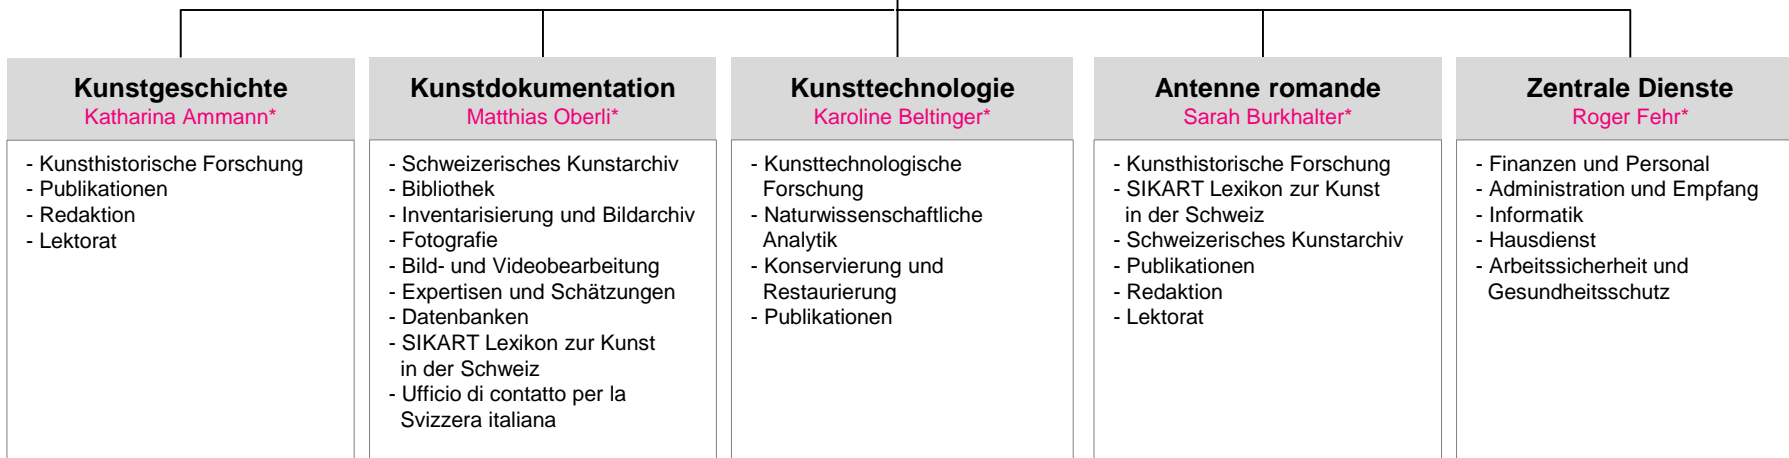 Kunstgeschichte
Katharina Ammann*
- Kunsthistorische Forschung
- Publikationen
- Redaktion
- Lektorat
Kunstdokumentation
Matthias Oberli*
- Schweizerisches Kunstarchiv
- Bibliothek
- Inventarisierung und Bildarchiv
- Fotografie
- Bild- und Videobearbeitung
- Expertisen und Schätzungen
- Datenbanken
- SIKART Lexikon zur Kunst
in der Schweiz
- Ufficio di contatto per la
Svizzera italiana
Kunsttechnologie
Karoline Beltinger*
- Kunsttechnologische
Forschung
- Naturwissenschaftliche
Analytik
- Konservierung und
Restaurierung
- Publikationen
Antenne romande
Sarah Burkhalter*
- Kunsthistorische Forschung
- SIKART Lexikon zur Kunst
in der Schweiz
- Schweizerisches Kunstarchiv
- Publikationen
- Redaktion
- Lektorat
Zentrale Dienste
Roger Fehr*
- Finanzen und Personal
- Administration und Empfang
- Informatik
- Hausdienst
- Arbeitssicherheit und
Gesundheitsschutz